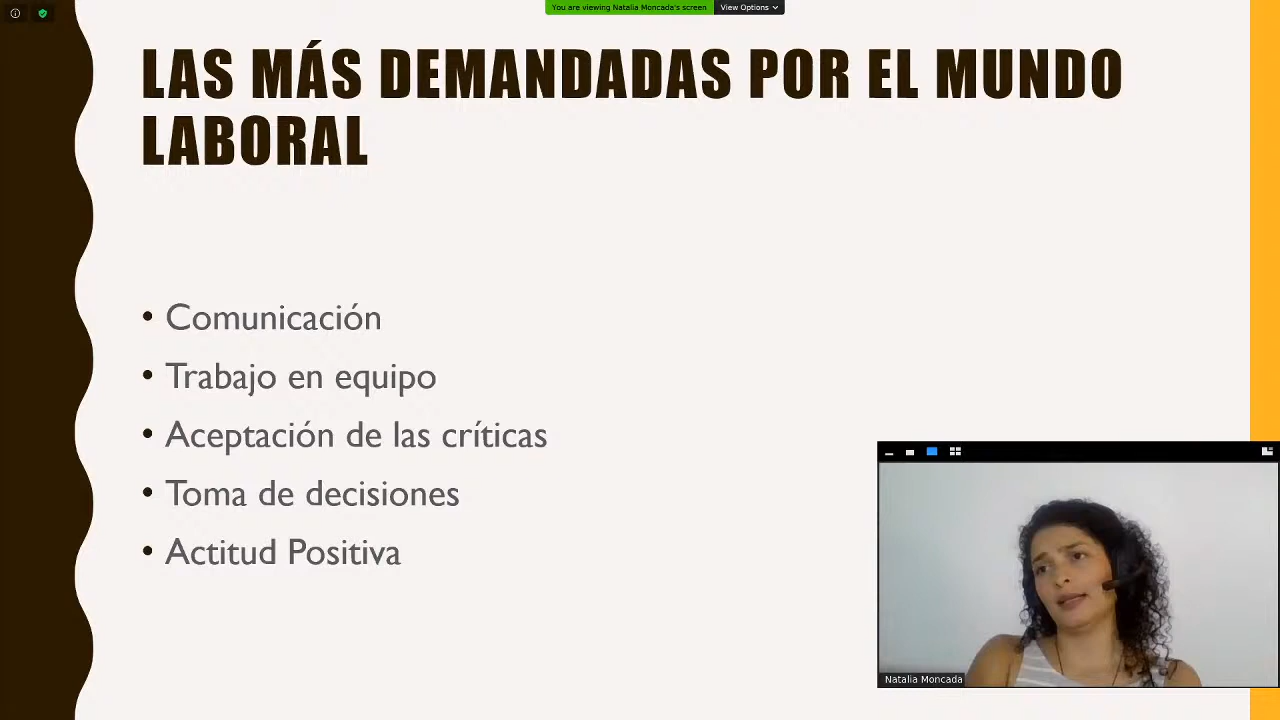 You are viewing Natalia Moncada's screen
View Options
LAS MÁS DEMANDADAS POR EL MUNDO
LABORAL
• Comunicación
• Trabajo en equipo
• Aceptación de las críticas
• Toma de decisiones
• Actitud Positiva
Natalia Moncada